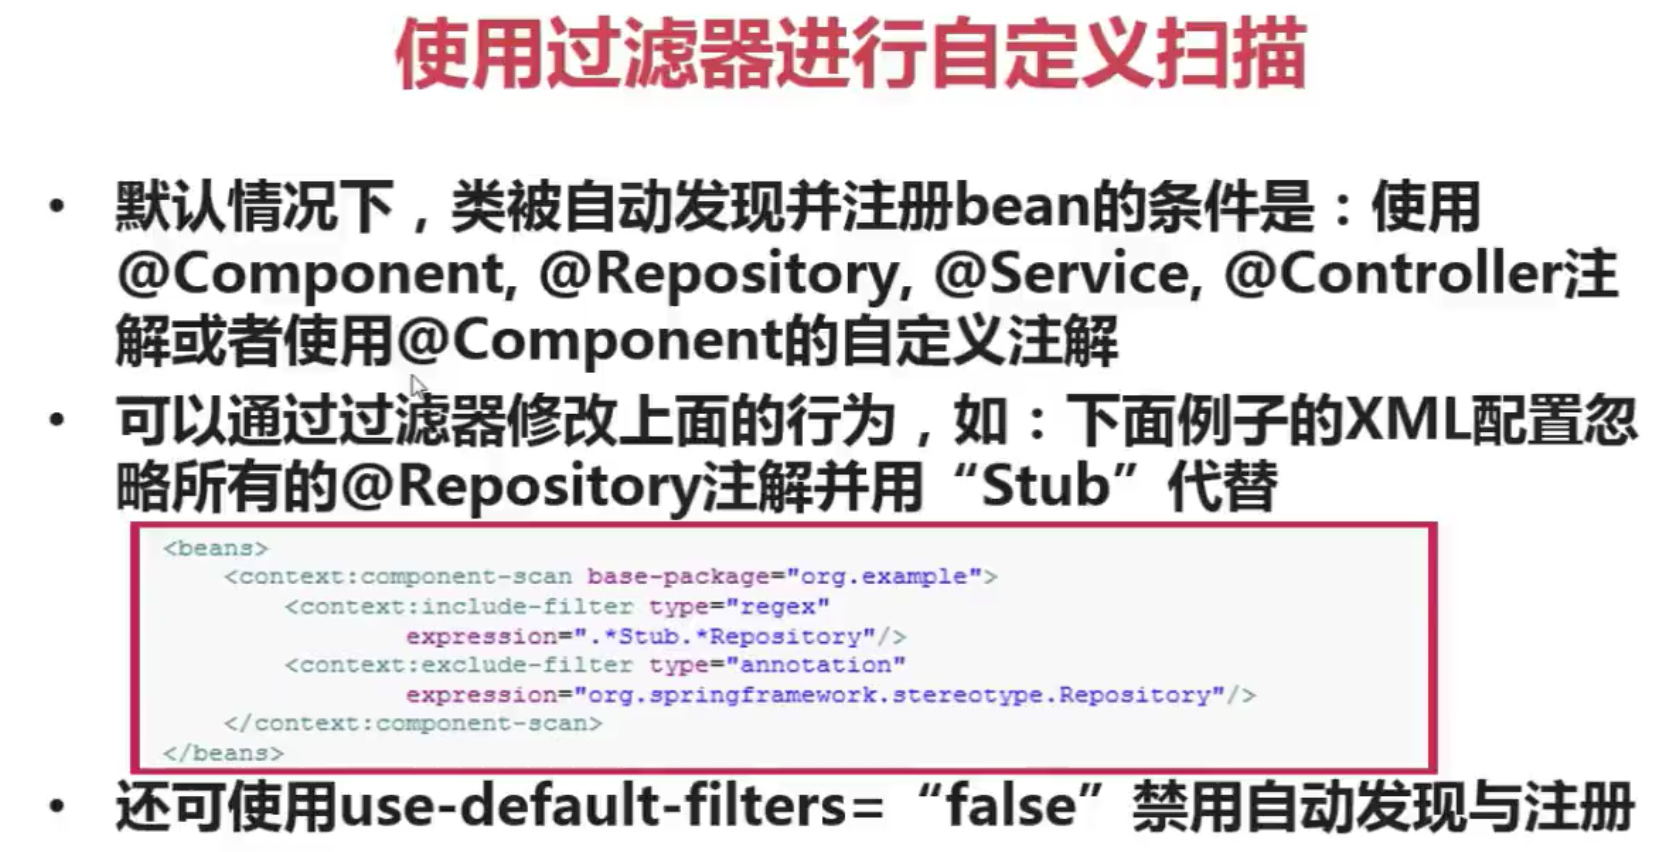 使用过滤器进行自定义扫描
• 默认情况下，类被自动发现并注册bean的条件是：使用
@Component, @Repository, @Service, @Controller注
解或者使用@Component的自定义注解
• 可以通过过滤器修改上面的行为，如：下面例子的XML配置忽
略所有的@Repository注解并用“Stub”代替
<beans>
<context:component-scan base-package="org.example">
<context:include-filter type="regex"
expression=".*Stub.*Repository"/>
<context:exclude-filter type="annotation"
expression="org.springframework.stereotype.Repository"/>
</context:component-scan>
</beans>
• 还可使用use-default-filters=“false”禁用自动发现与注册